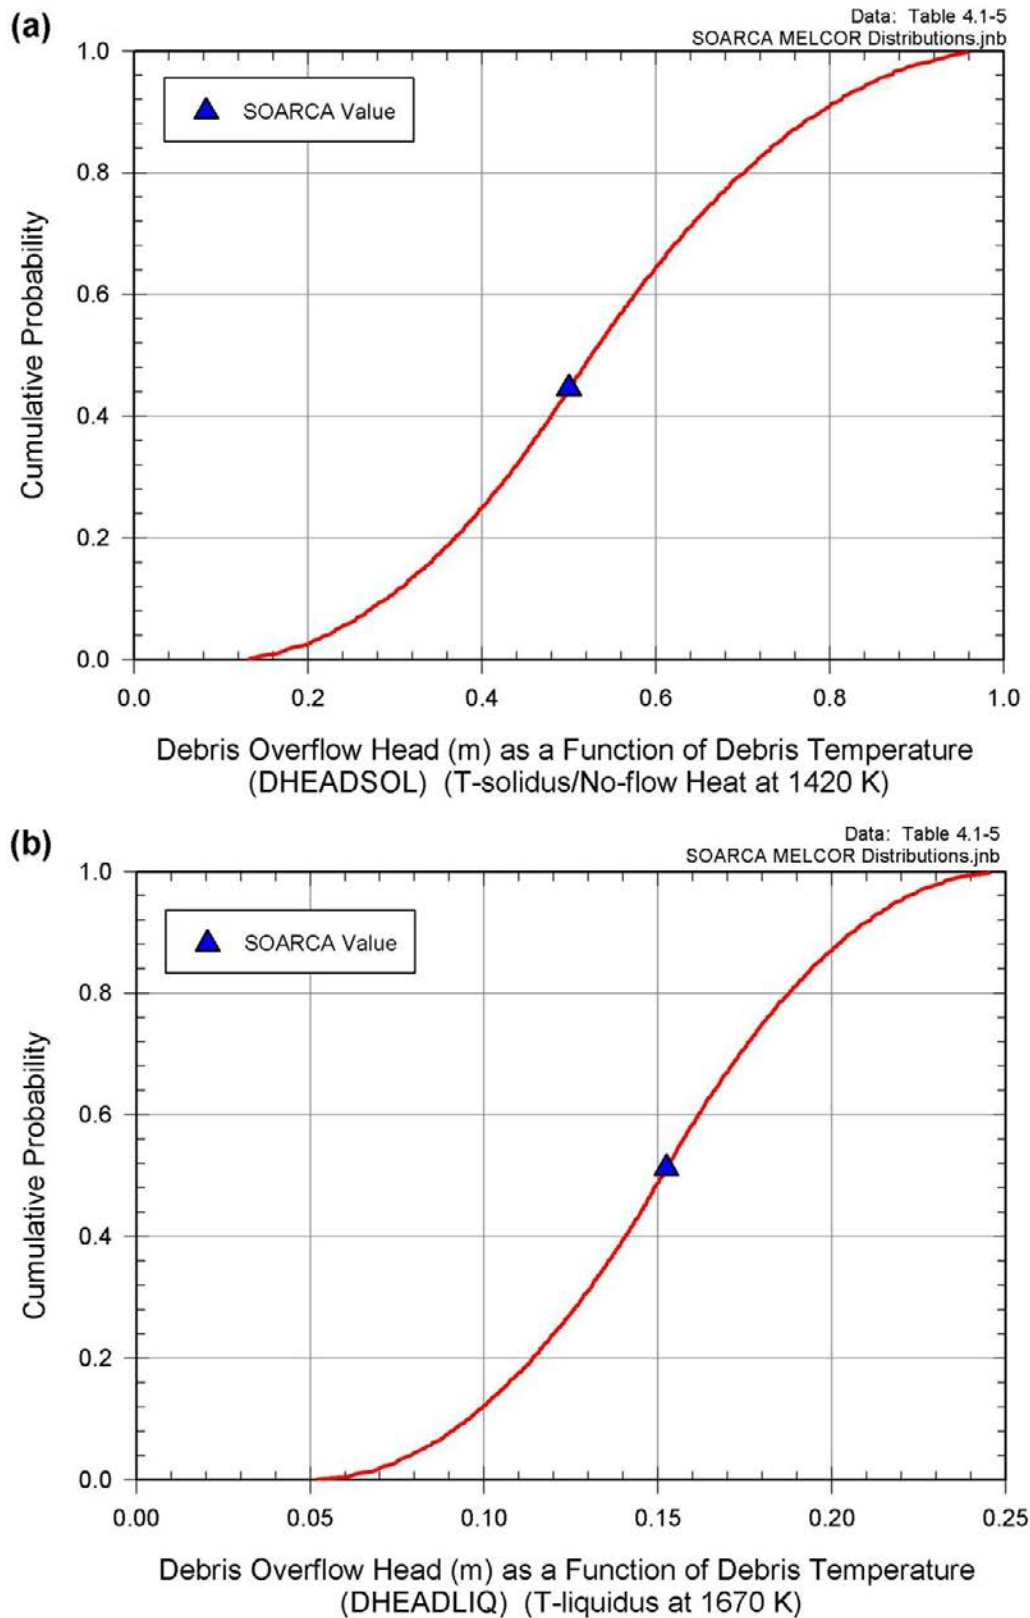 (a)
Data: Table 4.1-5
SOARCA MELCOR Distributions.jnb
1.0
SOARCA Value
0.8
0.6
Cumulative Probability
0.4
0.2
0.0
0.0 0.2 0.4 0.6 0.8 1.0
Debris Overflow Head (m) as a Function of Debris Temperature
(DHEADSOL) (T-solidus/No-flow Heat at 1420 K)
(b)
Data: Table 4.1-5
SOARCA MELCOR Distributions.jnb
1.0
SOARCA Value
0.8
0.6
Cumulative Probability
0.4
0.2
0.0
0.00 0.05 0.10 0.15 0.20 0.25
Debris Overflow Head (m) as a Function of Debris Temperature
(DHEADLIQ) (T-liquidus at 1670 K)